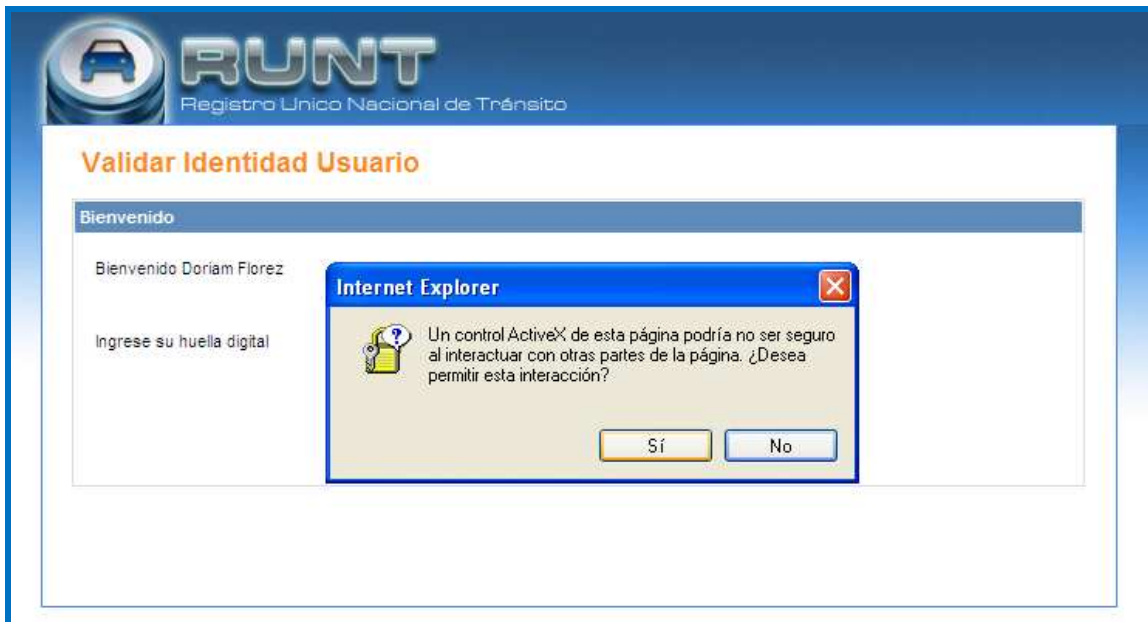 RUNT
Registro Unico Nacional de Tránsito
Validar Identidad Usuario
Bienvenido
Bienvenido Doriam Florez
Ingrese su huella digital
Internet Explorer
Un control ActiveX de esta página podría no ser seguro
al interactuar con otras partes de la página. ¿Desea
permitir esta interacción?
Sí
No